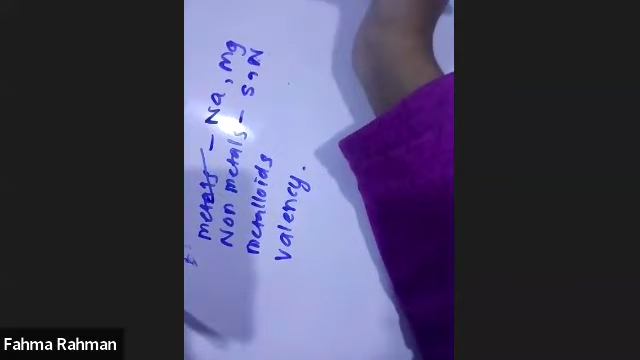 metals - Na, Mg
Non metals - S, N
metalloids
valency.
Fahma Rahman